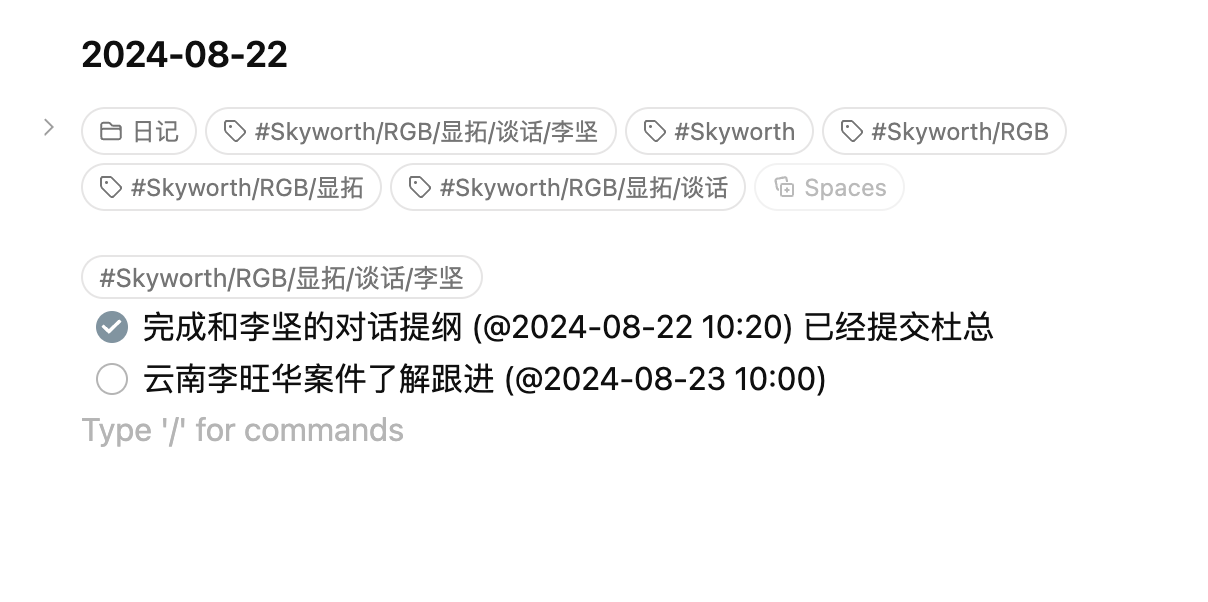 2024-08-22
日记 #Skyworth/RGB/显拓/谈话/李坚 #Skyworth #Skyworth/RGB
#Skyworth/RGB/显拓 #Skyworth/RGB/显拓/谈话 Spaces
#Skyworth/RGB/显拓/谈话/李坚
完成和李坚的对话提纲 (@2024-08-22 10:20) 已经提交杜总
云南李旺华案件了解跟进 (@2024-08-23 10:00)
Type '/' for commands